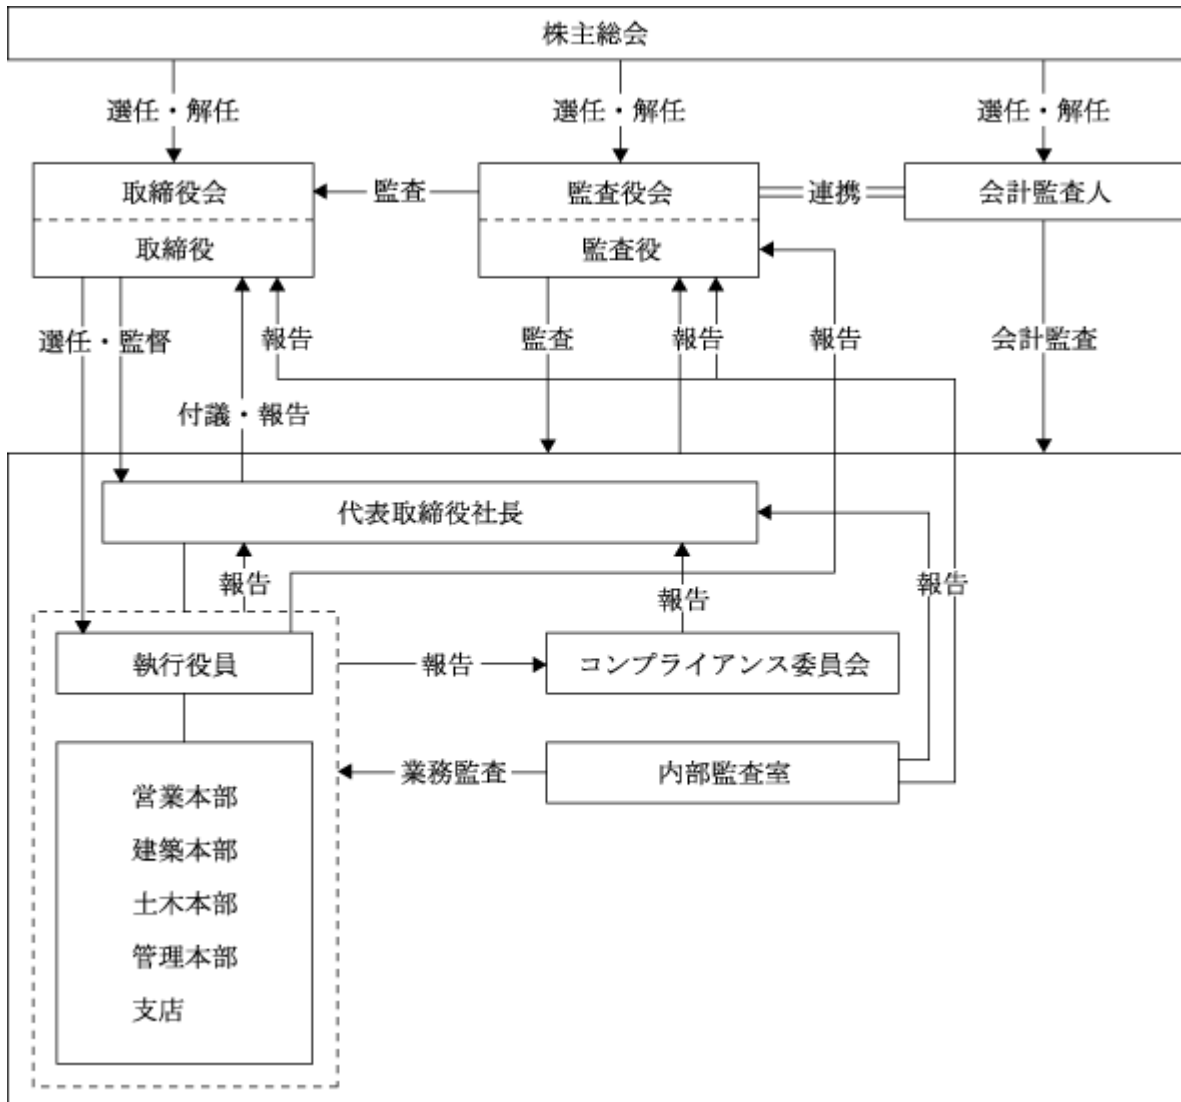 株主総会
選任・解任
選任・解任
選任・解任
取締役会
監査
監査役会
連携
会計監査人
取締役
監査役
選任・監督
報告
監査
報告
報告
会計監査
付議・報告
代表取締役社長
報告
報告
報告
執行役員
報告
コンプライアンス委員会
業務監査
内部監査室
営業本部
建築本部
土木本部
管理本部
支店